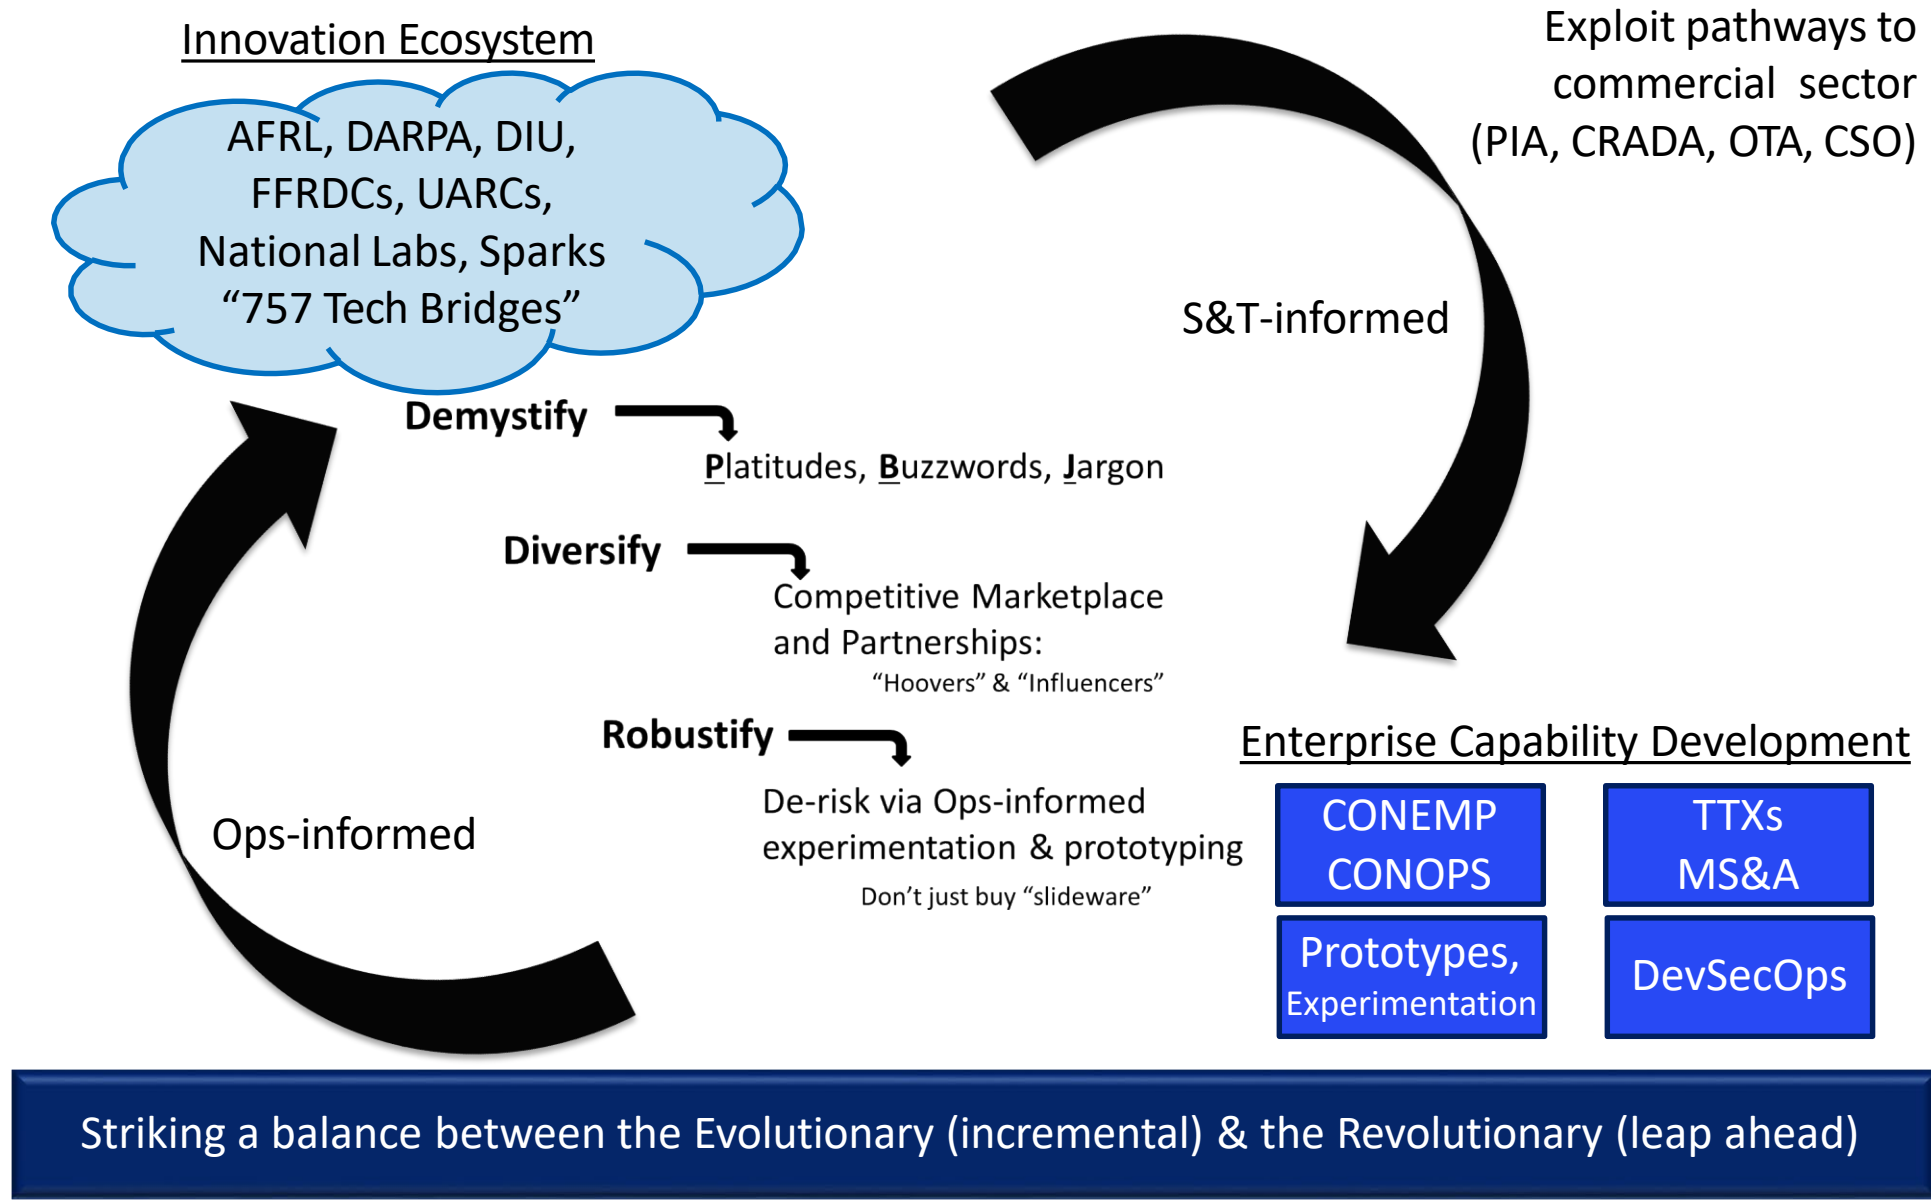 Innovation Ecosystem
AFRL, DARPA, DIU,
FFRDCs, UARCs,
National Labs, Sparks
“757 Tech Bridges”
Exploit pathways to
commercial sector
(PIA, CRADA, OTA, CSO)
S&T-informed
Demystify
Platitudes, Buzzwords, Jargon
Diversify
Competitive Marketplace
and Partnerships:
“Hoovers” & “Influencers”
Robustify
De-risk via Ops-informed
experimentation & prototyping
Don’t just buy “slideware”
Ops-informed
Enterprise Capability Development
CONEMP
CONOPS
TTXs
MS&A
Prototypes,
Experimentation
DevSecOps
Striking a balance between the Evolutionary (incremental) & the Revolutionary (leap ahead)